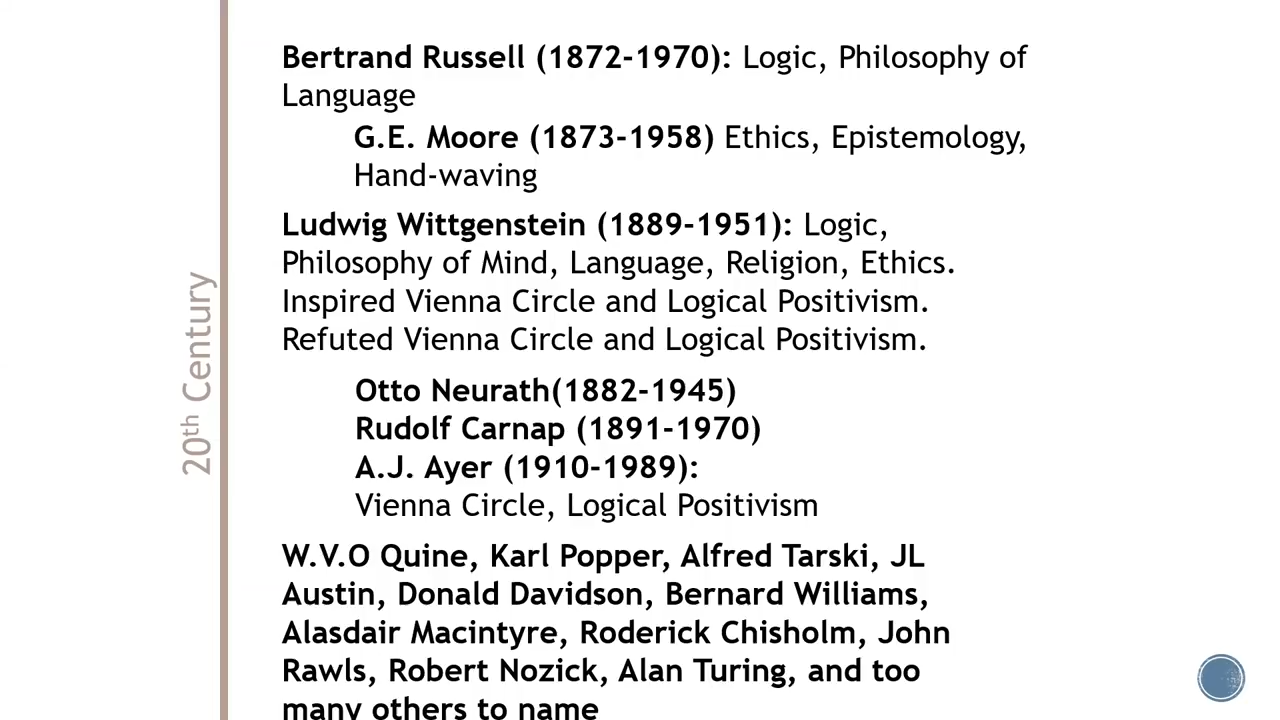 Bertrand Russell (1872-1970): Logic, Philosophy of
Language
G.E. Moore (1873-1958) Ethics, Epistemology,
Hand-waving
Ludwig Wittgenstein (1889-1951): Logic,
Philosophy of Mind, Language, Religion, Ethics.
Inspired Vienna Circle and Logical Positivism.
Refuted Vienna Circle and Logical Positivism.
Otto Neurath(1882-1945)
Rudolf Carnap (1891-1970)
A.J. Ayer (1910-1989):
Vienna Circle, Logical Positivism
W.V.O Quine, Karl Popper, Alfred Tarski, JL
Austin, Donald Davidson, Bernard Williams,
Alasdair Macintyre, Roderick Chisholm, John
Rawls, Robert Nozick, Alan Turing, and too
many others to name
20th Century